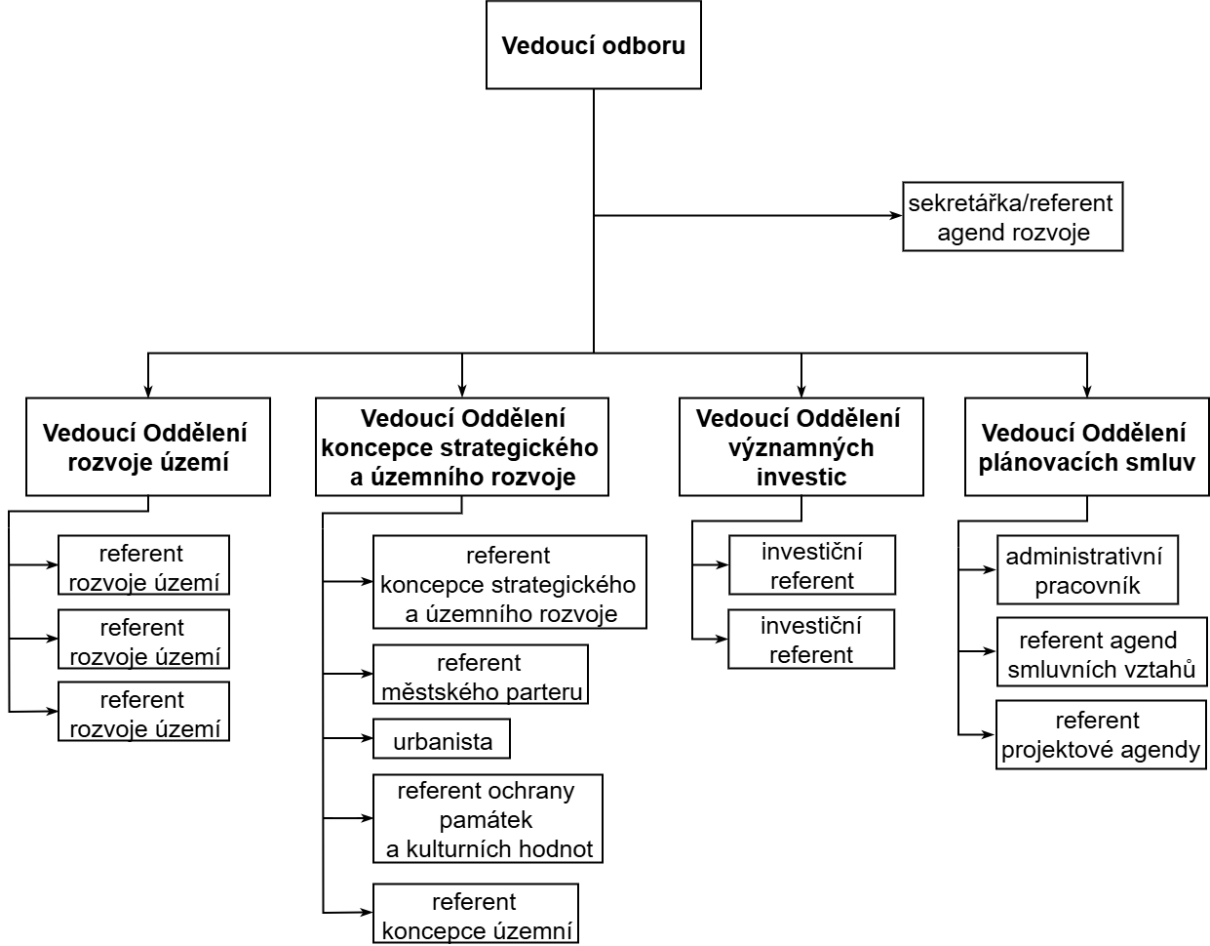 Vedoucí odboru
sekretářka/referent
agend rozvoje
Vedoucí Oddělení
rozvoje území
referent
rozvoje území
referent
rozvoje území
referent
rozvoje území
Vedoucí Oddělení
koncepce strategického
a územního rozvoje
referent
koncepce strategického
a územního rozvoje
referent
městského parteru
urbanista
referent ochrany
památek
a kulturních hodnot
referent
koncepce územní
Vedoucí Oddělení
významných
investic
investiční
referent
investiční
referent
Vedoucí Oddělení
plánovacích smluv
administrativní
pracovník
referent agend
smluvních vztahů
referent
projektové agendy